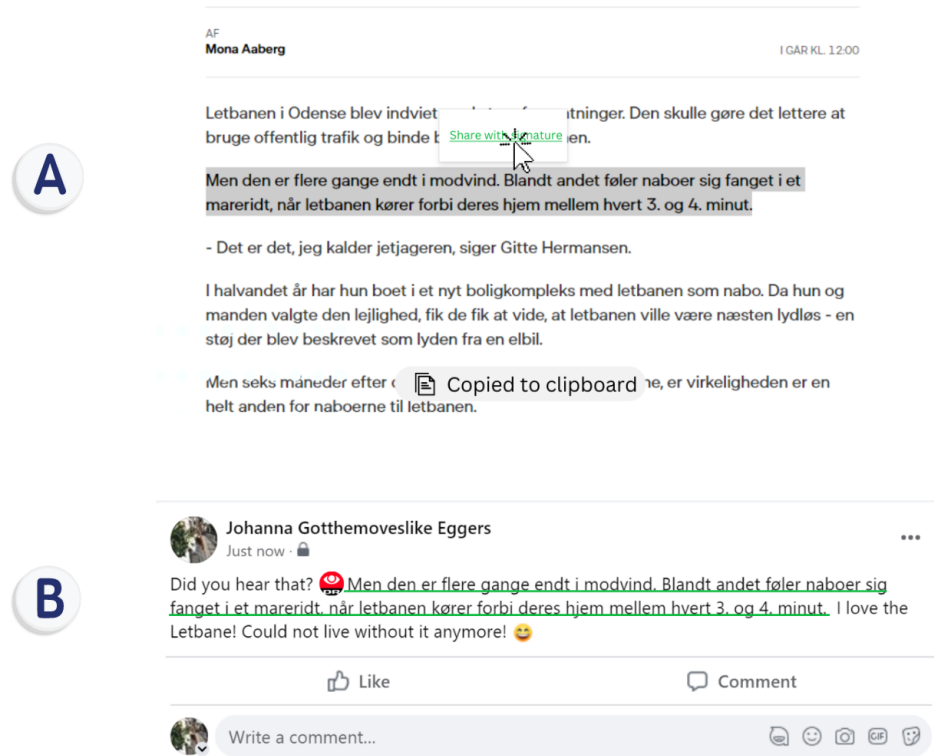 AF
Mona Aaberg
I GÅR KL. 12:00
Letbanen i Odense blev indviet tninger. Den skulle gøre det lettere at
Share with signature
bruge offentlig trafik og binde en.
A
Men den er flere gange endt i modvind. Blandt andet føler naboer sig fanget i et
mareridt, når letbanen kører forbi deres hjem mellem hvert 3. og 4. minut.
- Det er det, jeg kalder jetjageren, siger Gitte Hermansen.
I halvandet år har hun boet i et nyt boligkompleks med letbanen som nabo. Da hun og
manden valgte den lejlighed, fik de fik at vide, at letbanen ville være næsten lydløs - en
støj der blev beskrevet som lyden fra en elbil.
Men seks måneder efter ne, er virkeligheden er en
Copied to clipboard
helt anden for naboerne til letbanen.
Johanna Gotthemoveslike Eggers
Just now ·
B
Did you hear that? DR Men den er flere gange endt i modvind. Blandt andet føler naboer sig
fanget i et mareridt, når letbanen kører forbi deres hjem mellem hvert 3. og 4. minut. I love the
Letbane! Could not live without it anymore! 😄
Like
Comment
Write a comment...
GIF